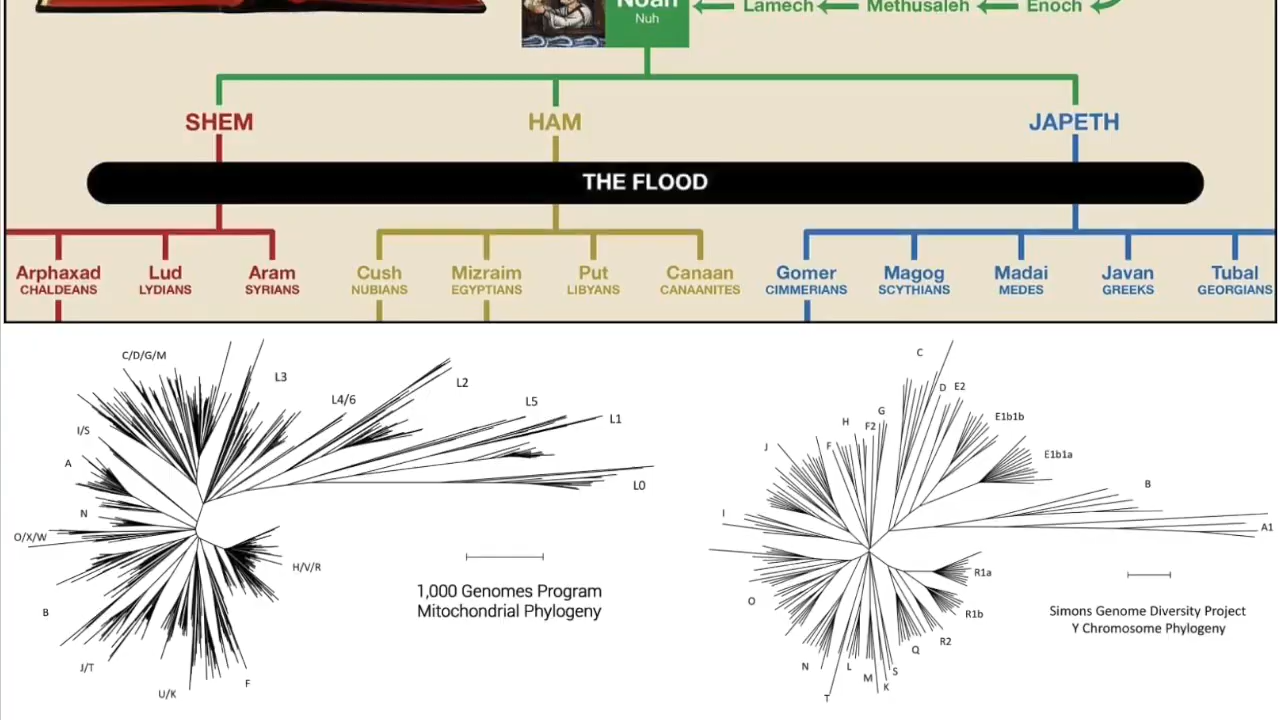 Noah
Nuh
Lamech
Methusaleh
Enoch
SHEM
HAM
JAPETH
THE FLOOD
Arphaxad
CHALDEANS
Lud
LYDIANS
Aram
SYRIANS
Cush
NUBIANS
Mizraim
EGYPTIANS
Put
LIBYANS
Canaan
CANAANITES
Gomer
CIMMERIANS
Magog
SCYTHIANS
Madai
MEDES
Javan
GREEKS
Tubal
GEORGIANS
C/D/G/M
L3
L4/6
L2
L5
L1
L0
I/S
A
N
O/X/W
H/V/R
B
J/T
U/K
F
1,000 Genomes Program
Mitochondrial Phylogeny
C
D
E2
G
F2
H
F
J
E1b1b
E1b1a
B
A1
I
O
R1a
R1b
R2
Q
S
K
M
L
T
N
Simons Genome Diversity Project
Y Chromosome Phylogeny